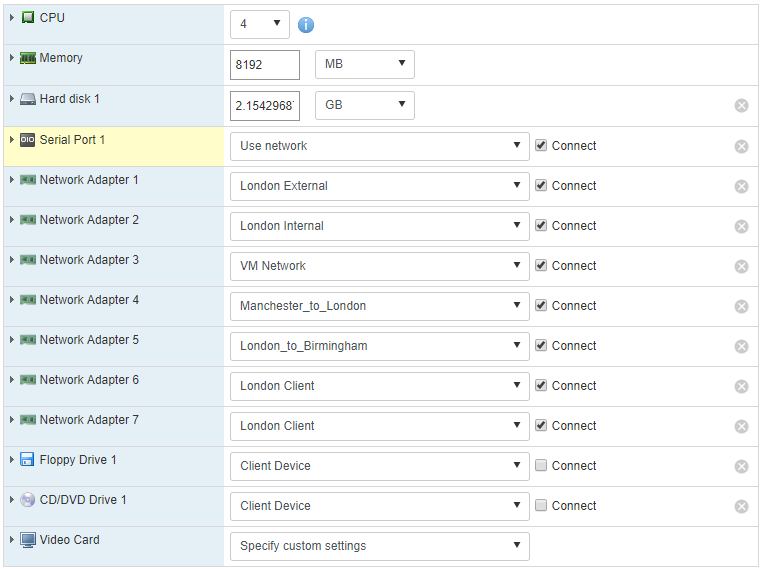 CPU 4
Memory 8192 MB
Hard disk 1 2.1542968 GB
Serial Port 1 Use network Connect
Network Adapter 1 London External Connect
Network Adapter 2 London Internal Connect
Network Adapter 3 VM Network Connect
Network Adapter 4 Manchester_to_London Connect
Network Adapter 5 London_to_Birmingham Connect
Network Adapter 6 London Client Connect
Network Adapter 7 London Client Connect
Floppy Drive 1 Client Device Connect
CD/DVD Drive 1 Client Device Connect
Video Card Specify custom settings